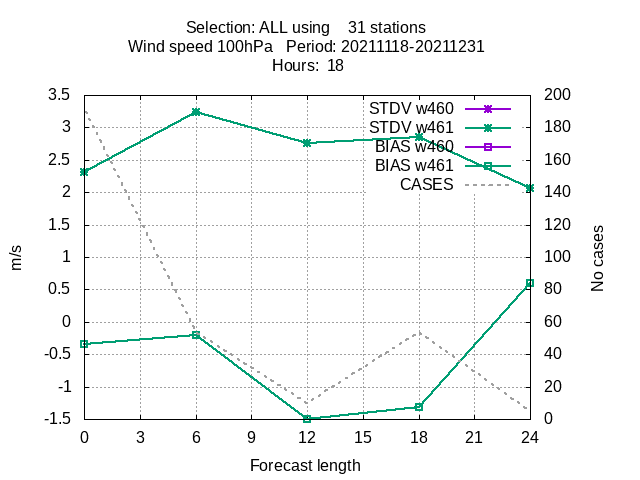 Selection: ALL using    31 stations
Wind speed 100hPa   Period: 20211118-20211231
Hours:  18
STDV w460
STDV w461
BIAS w460
BIAS w461
CASES
3.5
3
2.5
2
1.5
1
0.5
0
-0.5
-1
-1.5
m/s
200
180
160
140
120
100
80
60
40
20
0
No cases
0 3 6 9 12 15 18 21 24
Forecast length